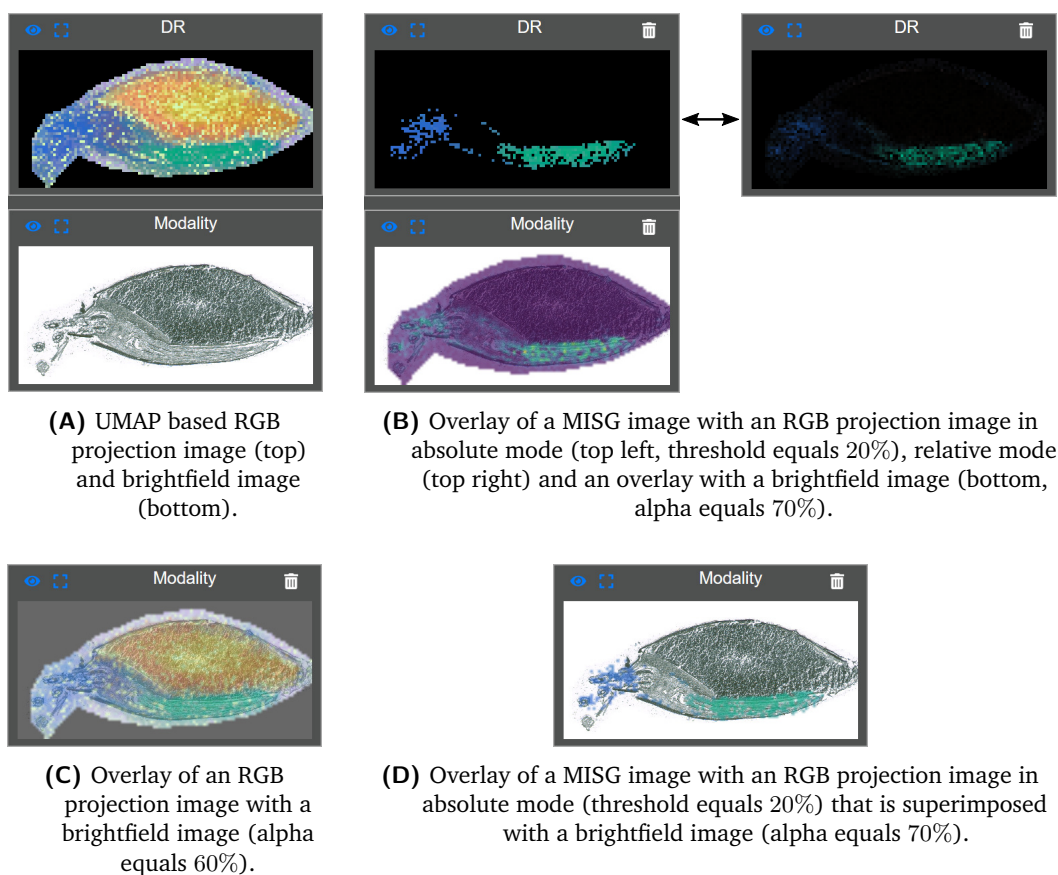 DR
Modality
(A) UMAP based RGB
projection image (top)
and brightfield image
(bottom).
DR
DR
Modality
(B) Overlay of a MISG image with an RGB projection image in
absolute mode (top left, threshold equals 20%), relative mode
(top right) and an overlay with a brightfield image (bottom,
alpha equals 70%).
Modality
(C) Overlay of an RGB
projection image with a
brightfield image (alpha
equals 60%).
Modality
(D) Overlay of a MISG image with an RGB projection image in
absolute mode (threshold equals 20%) that is superimposed
with a brightfield image (alpha equals 70%).